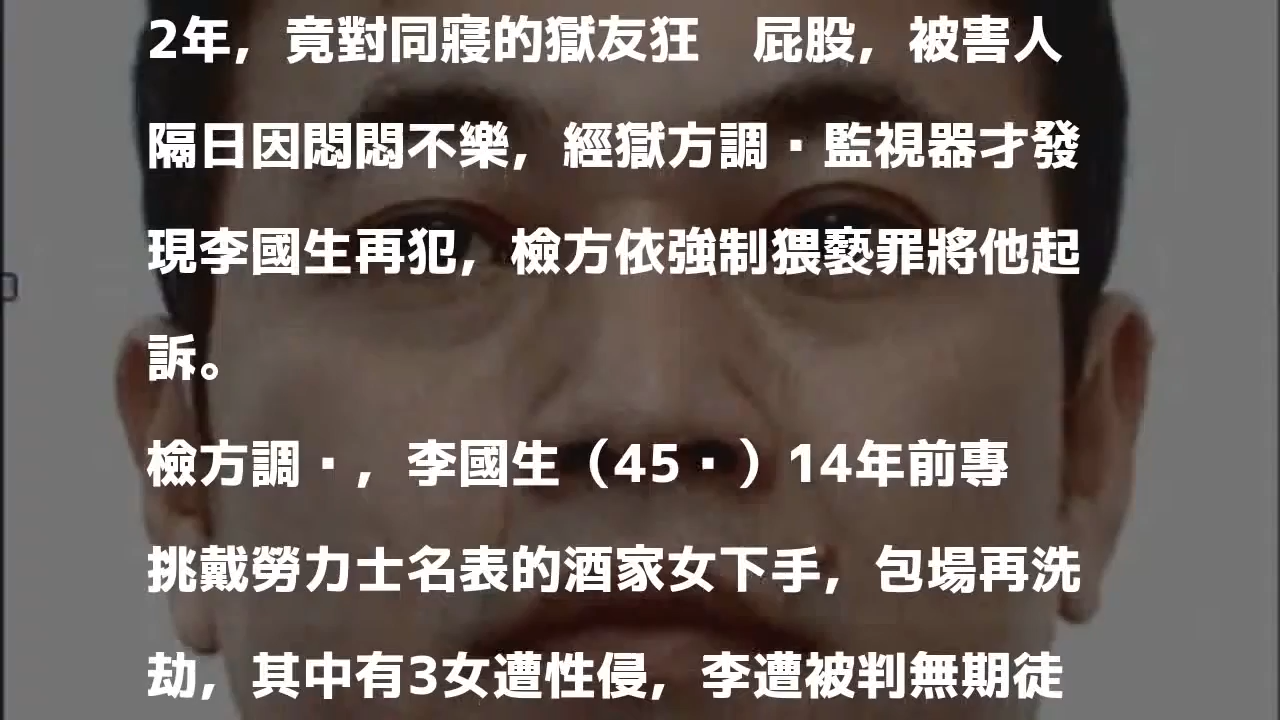 2年，竟對同寢的獄友狂　屁股，被害人
隔日因悶悶不樂，經獄方調▪監視器才發
現李國生再犯，檢方依強制猥褻罪將他起
訴。
檢方調▪，李國生（45▪）14年前專
挑戴勞力士名表的酒家女下手，包場再洗
劫，其中有3女遭性侵，李遭被判無期徒